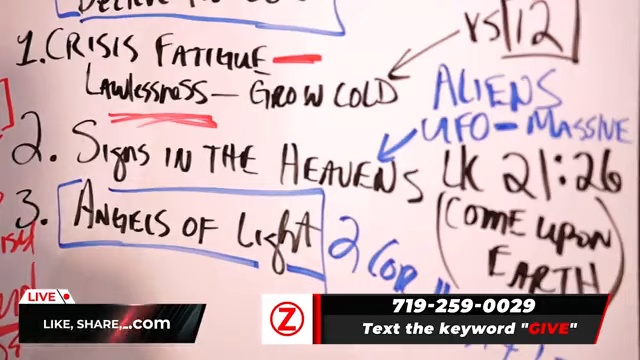 1. CRISIS FATIGUE
LAWLESSNESS — GROW COLD
VS 12
ALIENS
UFO - MASSIVE
2. SIGNS IN THE HEAVENS
LK 21:26
(COME UPON
EARTH)
3. ANGELS OF LIGHT
2 COR 11
LIVE
LIKE, SHARE,...com
Z
719-259-0029
Text the keyword "GIVE"